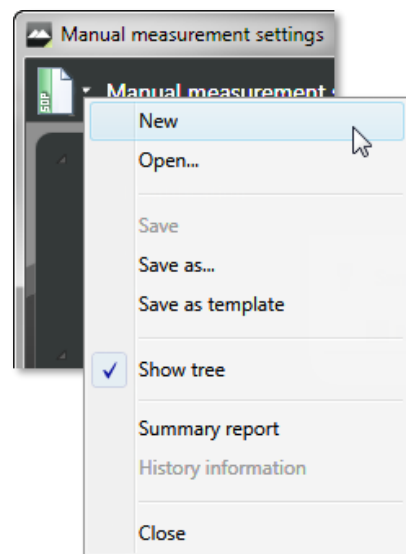 Manual measurement settings
SOP
Manual measurement s
New
Open...
Save
Save as...
Save as template
Show tree
Summary report
History information
Close